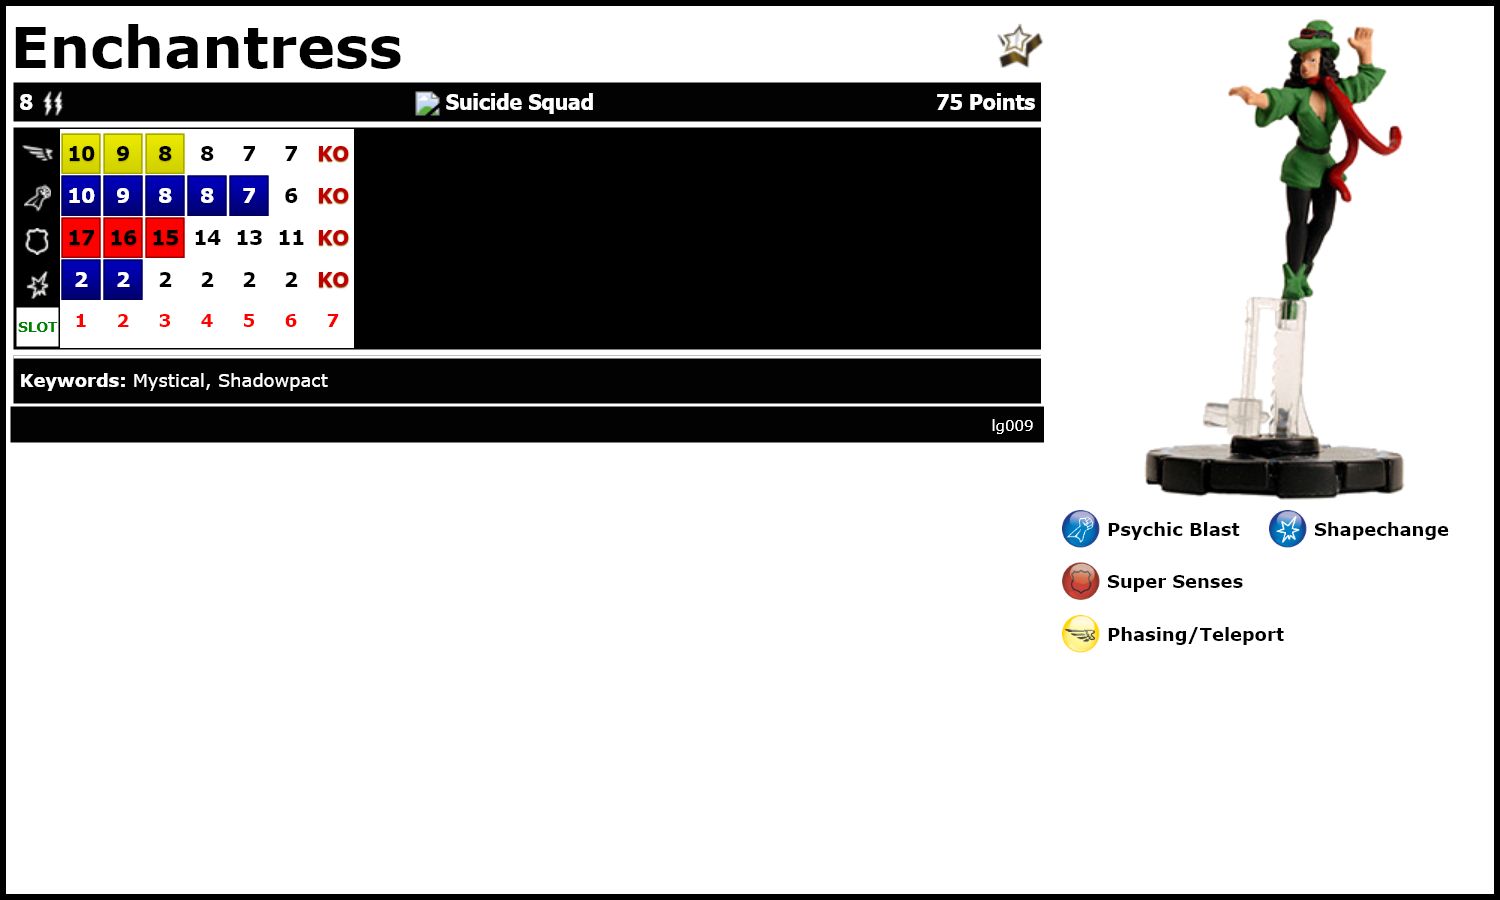 Enchantress
8 Suicide Squad 75 Points
10 9 8 8 7 7 KO
10 9 8 8 7 6 KO
17 16 15 14 13 11 KO
2 2 2 2 2 2 KO
SLOT 1 2 3 4 5 6 7
Keywords: Mystical, Shadowpact
lg009
Psychic Blast Shapechange
Super Senses
Phasing/Teleport